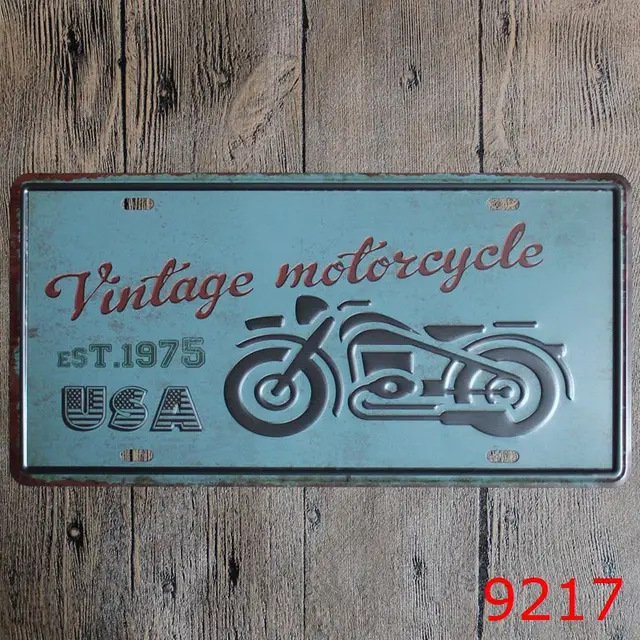 Vintage motorcycle
EST.1975
USA
9217